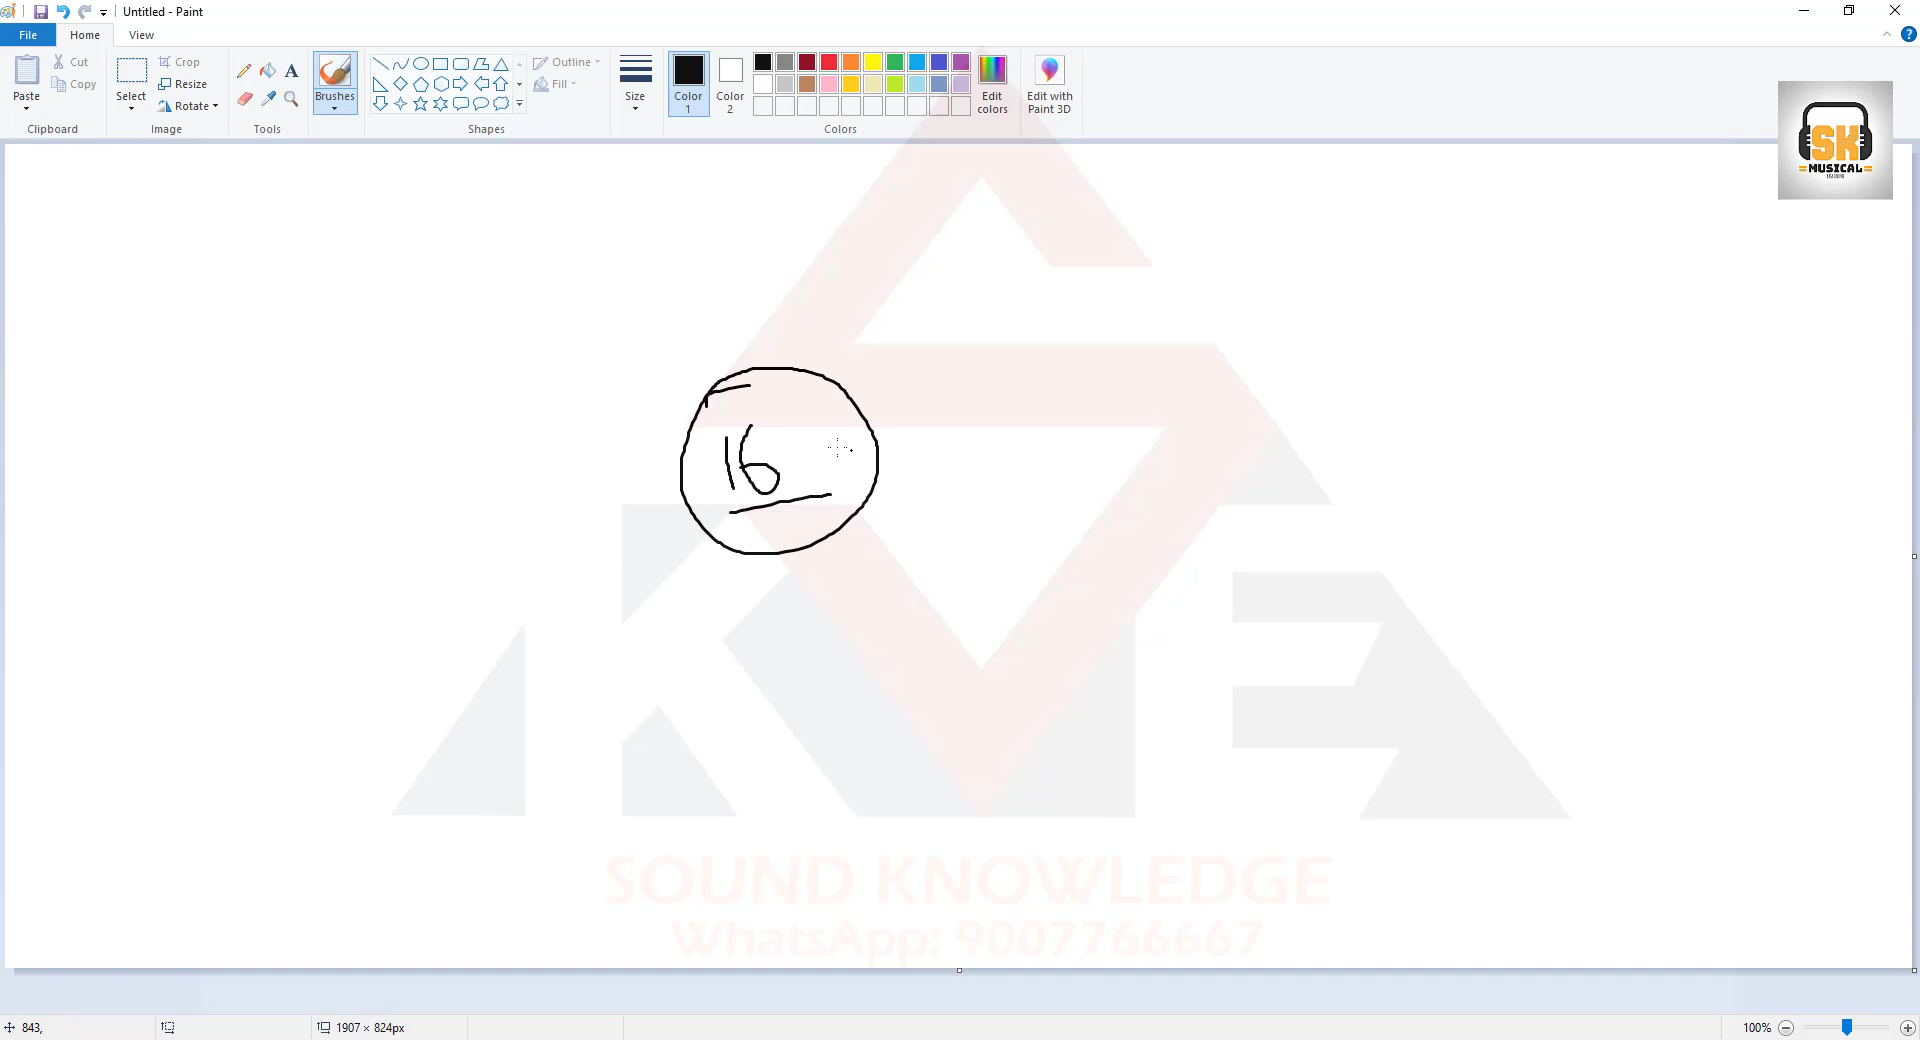 Untitled - Paint
File
Home
View
Paste
Cut
Copy
Clipboard
Select
Crop
Resize
Rotate
Image
A
Tools
Brushes
Shapes
Outline
Fill
Size
Color 1
Color 2
Colors
Edit colors
Edit with Paint 3D
SK
MUSICAL
16
SOUND KNOWLEDGE
WhatsApp: 9007766667
843,
1907 × 824px
100%